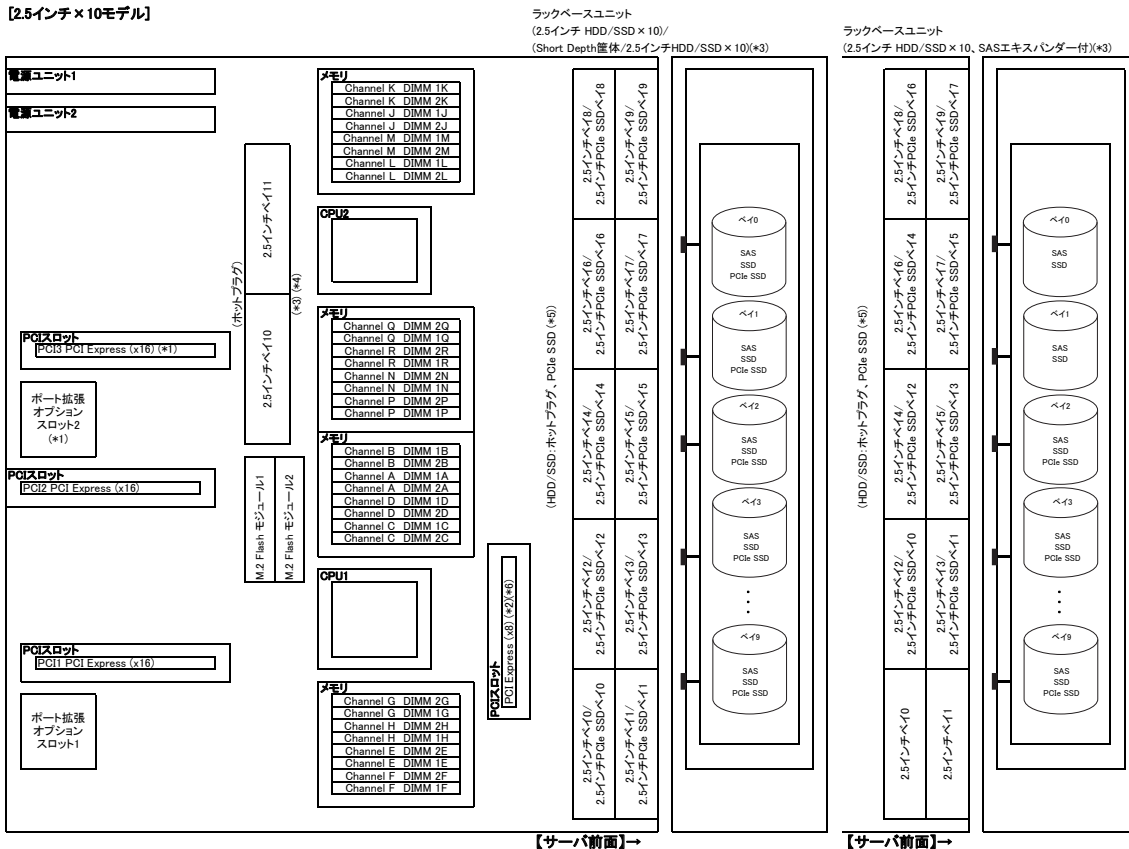 [2.5インチ×10モデル]
ラックベースユニット
(2.5インチ HDD/SSD×10)/
(Short Depth筐体/2.5インチHDD/SSD×10)(*3)
ラックベースユニット
(2.5インチ HDD/SSD×10、SASエキスパンダー付)(*3)
電源ユニット1
電源ユニット2
PCIスロット
PCI3 PCI Express (x16) (*1)
ポート拡張
オプション
スロット2
(*1)
PCIスロット
PCI2 PCI Express (x16)
PCIスロット
PCI1 PCI Express (x16)
ポート拡張
オプション
スロット1
(ホットプラグ)
2.5インチベイ11
2.5インチベイ10
(*3) (*4)
M.2 Flash モジュール1
M.2 Flash モジュール2
メモリ
Channel K DIMM 1K
Channel K DIMM 2K
Channel J DIMM 1J
Channel J DIMM 2J
Channel M DIMM 1M
Channel M DIMM 2M
Channel L DIMM 1L
Channel L DIMM 2L
CPU2
メモリ
Channel Q DIMM 2Q
Channel Q DIMM 1Q
Channel R DIMM 2R
Channel R DIMM 1R
Channel N DIMM 2N
Channel N DIMM 1N
Channel P DIMM 2P
Channel P DIMM 1P
メモリ
Channel B DIMM 1B
Channel B DIMM 2B
Channel A DIMM 1A
Channel A DIMM 2A
Channel D DIMM 1D
Channel D DIMM 2D
Channel C DIMM 1C
Channel C DIMM 2C
CPU1
メモリ
Channel G DIMM 2G
Channel G DIMM 1G
Channel H DIMM 2H
Channel H DIMM 1H
Channel E DIMM 2E
Channel E DIMM 1E
Channel F DIMM 2F
Channel F DIMM 1F
PCIスロット
PCI Express (x8) (*2)(*6)
(HDD/SSD:ホットプラグ、PCIe SSD (*5))
2.5インチベイ8/
2.5インチPCIe SSDベイ8
2.5インチベイ9/
2.5インチPCIe SSDベイ9
2.5インチベイ6/
2.5インチPCIe SSDベイ6
2.5インチベイ7/
2.5インチPCIe SSDベイ7
2.5インチベイ4/
2.5インチPCIe SSDベイ4
2.5インチベイ5/
2.5インチPCIe SSDベイ5
2.5インチベイ2/
2.5インチPCIe SSDベイ2
2.5インチベイ3/
2.5インチPCIe SSDベイ3
2.5インチベイ0/
2.5インチPCIe SSDベイ0
2.5インチベイ1/
2.5インチPCIe SSDベイ1
ベイ0
SAS
SSD
PCIe SSD
ベイ1
SAS
SSD
PCIe SSD
ベイ2
SAS
SSD
PCIe SSD
ベイ3
SAS
SSD
PCIe SSD
・・・
ベイ9
SAS
SSD
PCIe SSD
【サーバ前面】→
(HDD/SSD:ホットプラグ、PCIe SSD (*5))
2.5インチベイ8/
2.5インチPCIe SSDベイ6
2.5インチベイ9/
2.5インチPCIe SSDベイ7
2.5インチベイ6/
2.5インチPCIe SSDベイ4
2.5インチベイ7/
2.5インチPCIe SSDベイ5
2.5インチベイ4/
2.5インチPCIe SSDベイ2
2.5インチベイ5/
2.5インチPCIe SSDベイ3
2.5インチベイ2/
2.5インチPCIe SSDベイ0
2.5インチベイ3/
2.5インチPCIe SSDベイ1
2.5インチベイ0
2.5インチベイ1
ベイ0
SAS
SSD
ベイ1
SAS
SSD
ベイ2
SAS
SSD
PCIe SSD
ベイ3
SAS
SSD
PCIe SSD
・・・
ベイ9
SAS
SSD
PCIe SSD
【サーバ前面】→